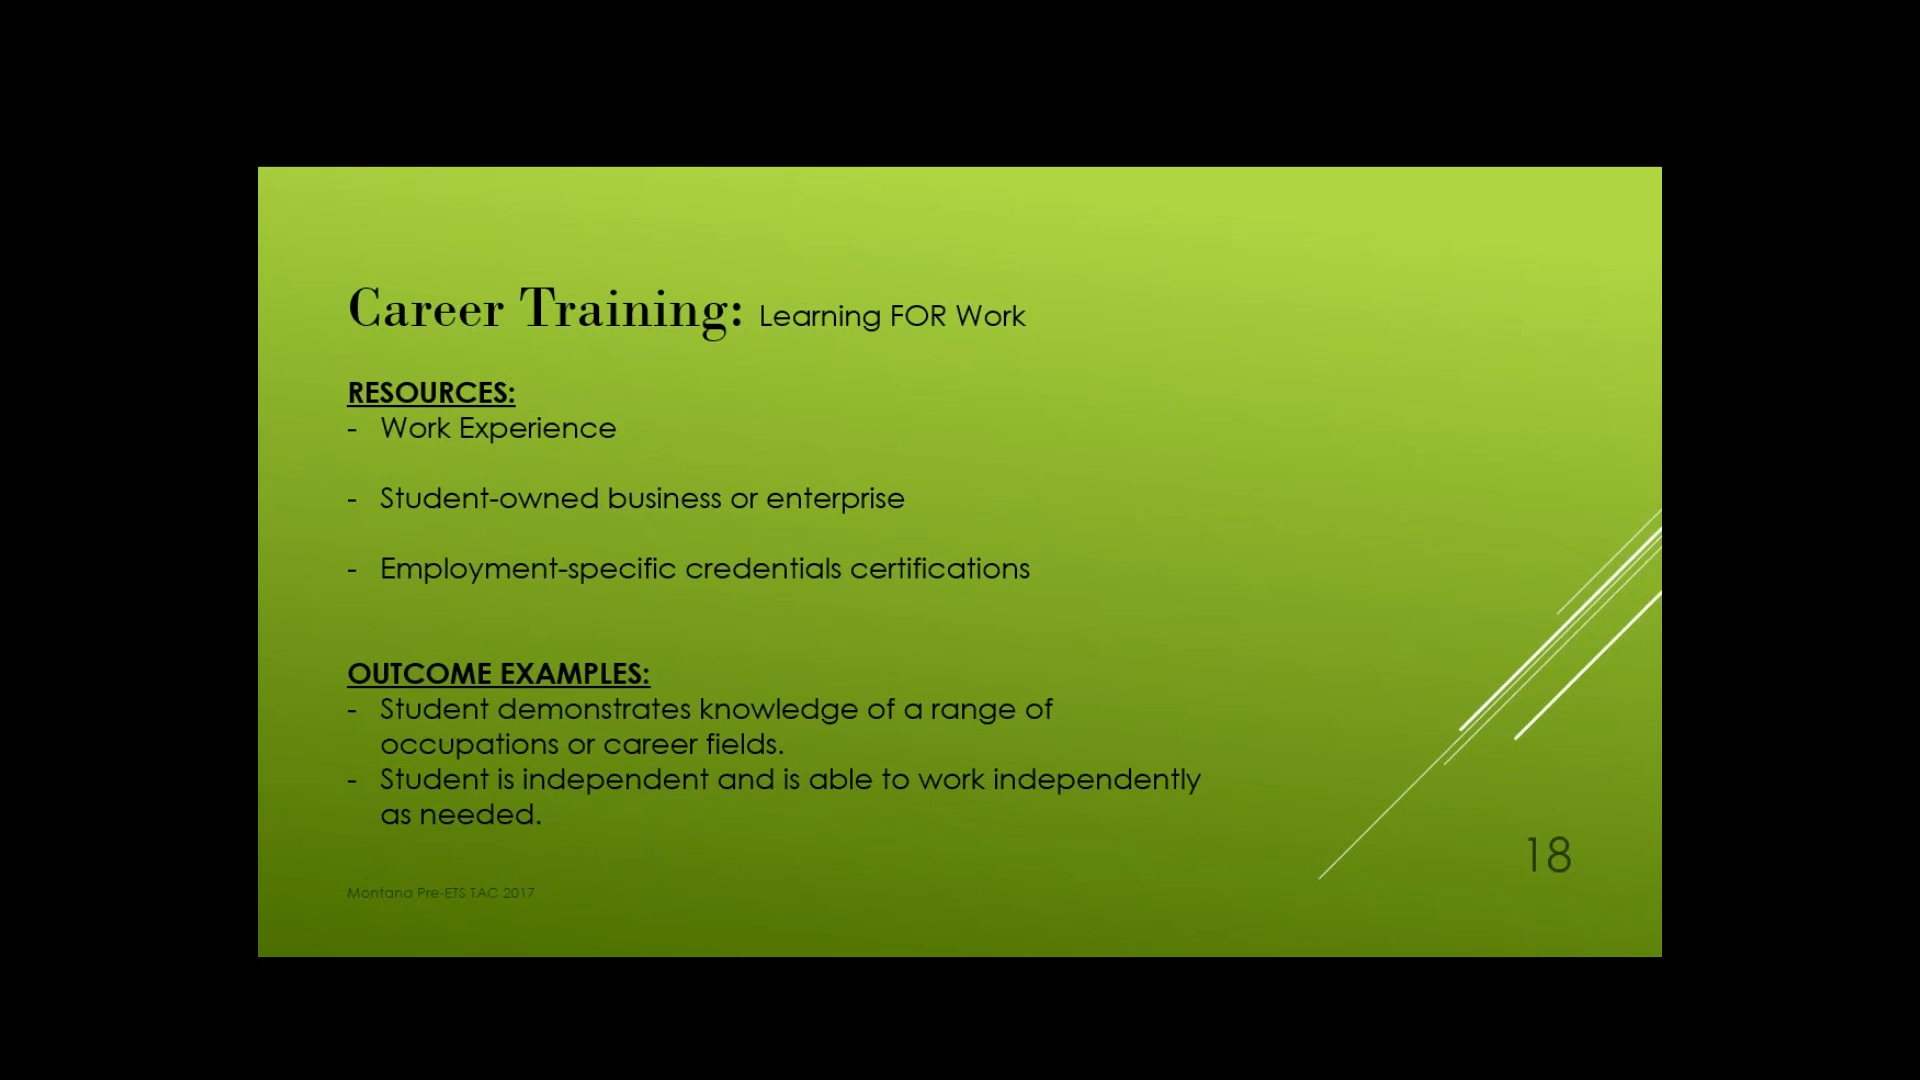 Career Training: Learning FOR Work
RESOURCES:
- Work Experience
- Student-owned business or enterprise
- Employment-specific credentials certifications
OUTCOME EXAMPLES:
- Student demonstrates knowledge of a range of
occupations or career fields.
- Student is independent and is able to work independently
as needed.
18
Montana Pre-ETS TAC 2017